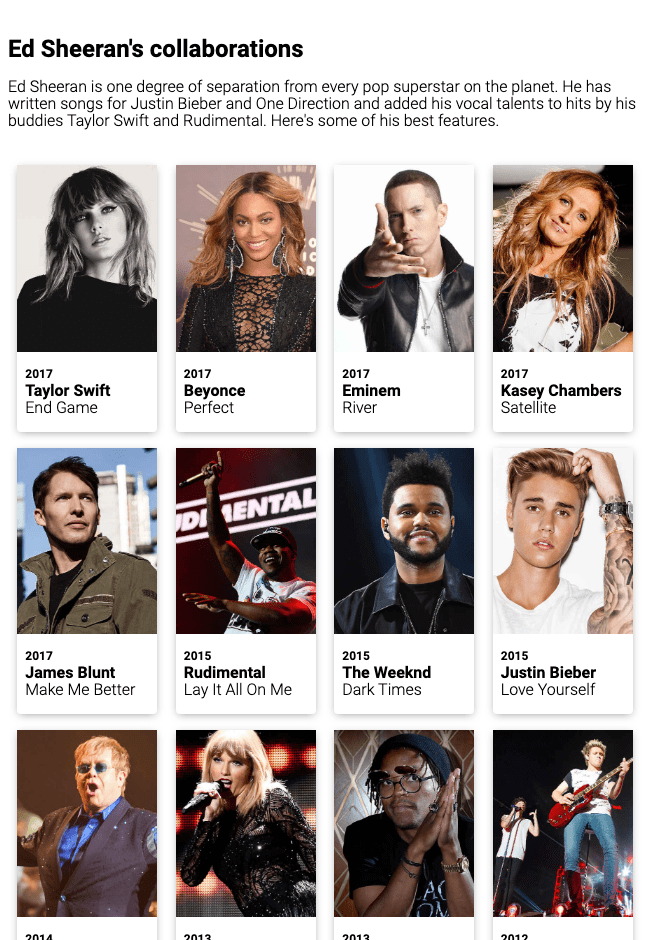 Ed Sheeran's collaborations
Ed Sheeran is one degree of separation from every pop superstar on the planet. He has
written songs for Justin Bieber and One Direction and added his vocal talents to hits by his
buddies Taylor Swift and Rudimental. Here's some of his best features.
2017
Taylor Swift
End Game
2017
Beyonce
Perfect
2017
Eminem
River
2017
Kasey Chambers
Satellite
UDIMENTAL
2017
James Blunt
Make Me Better
2015
Rudimental
Lay It All On Me
2015
The Weeknd
Dark Times
2015
Justin Bieber
Love Yourself
2014
2013
2013
2012